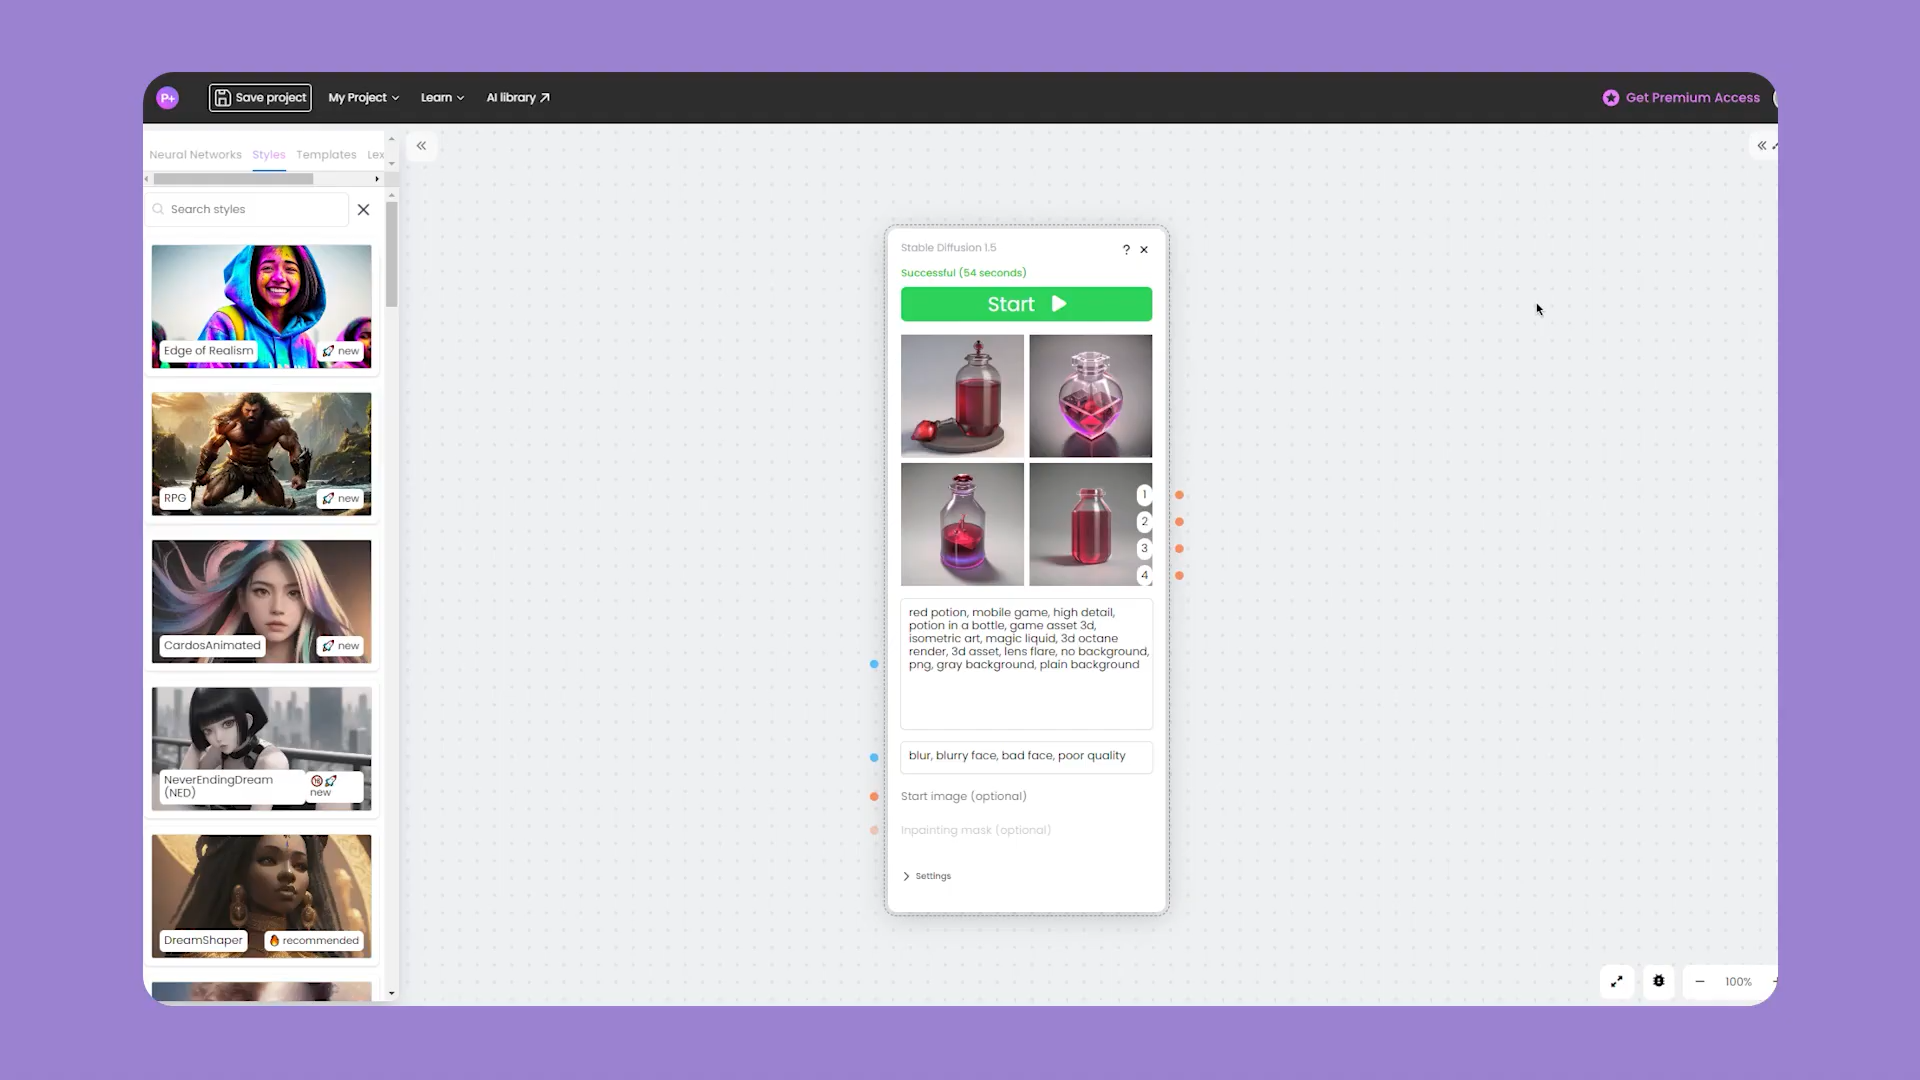 P+
Save project
My Project
Learn
AI library
Get Premium Access
Neural Networks
Styles
Templates
Lex
Search styles
Edge of Realism
new
RPG
new
CardosAnimated
new
NeverEndingDream
(NED)
new
DreamShaper
recommended
Stable Diffusion 1.5
?
Successful (54 seconds)
Start
1
2
3
4
red potion, mobile game, high detail,
potion in a bottle, game asset 3d,
isometric art, magic liquid, 3d octane
render, 3d asset, lens flare, no background,
png, gray background, plain background
blur, blurry face, bad face, poor quality
Start image (optional)
Inpainting mask (optional)
Settings
100%